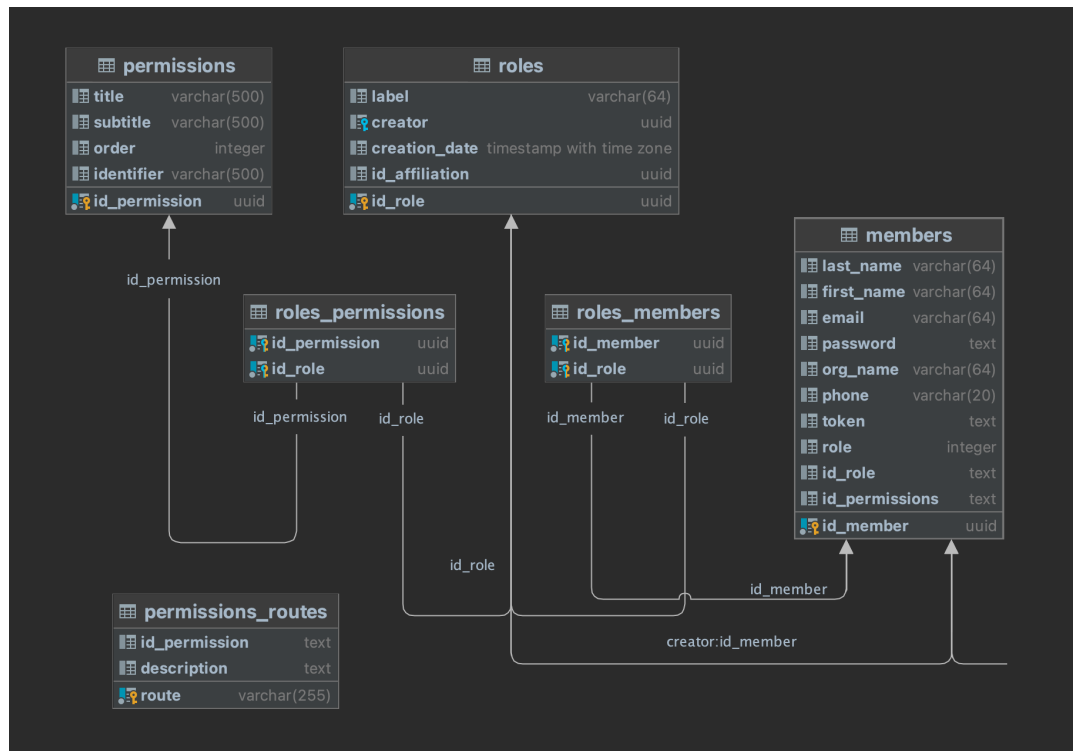 permissions
title varchar(500)
subtitle varchar(500)
order integer
identifier varchar(500)
id_permission uuid
roles
label varchar(64)
creator uuid
creation_date timestamp with time zone
id_affiliation uuid
id_role uuid
members
last_name varchar(64)
first_name varchar(64)
email varchar(64)
password text
org_name varchar(64)
phone varchar(20)
token text
role integer
id_role text
id_permissions text
id_member uuid
id_permission
roles_permissions
id_permission uuid
id_role uuid
roles_members
id_member uuid
id_role uuid
id_permission
id_role
id_member
id_role
id_role
id_member
creator:id_member
permissions_routes
id_permission text
description text
route varchar(255)